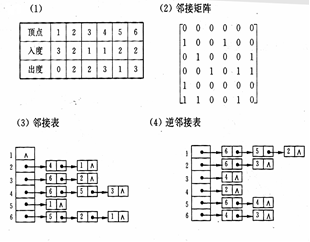 (1)
顶点 1 2 3 4 5 6
入度 3 2 1 1 2 2
出度 0 2 2 3 1 3
(2) 邻接矩阵
0 0 0 0 0 0
1 0 0 1 0 0
0 1 0 0 0 1
0 0 1 0 1 1
1 0 0 0 0 0
1 1 0 0 1 0
(3) 邻接表
1 ∧
2 4 1 ∧
3 6 2 ∧
4 6 5 3 ∧
5 1 ∧
6 5 2 1 ∧
(4) 逆邻接表
1 6 5 2 ∧
2 6 3 ∧
3 4 ∧
4 2 ∧
5 6 4 ∧
6 4 3 ∧